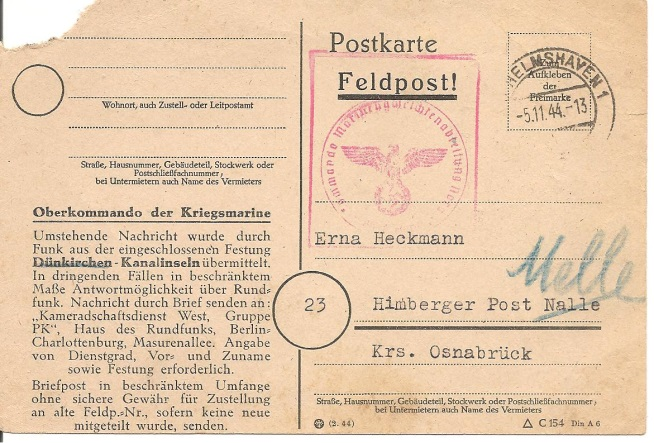 Wohnort, auch Zustell- oder Leitpostamt
Straße, Hausnummer, Gebäudeteil, Stockwerk oder
Postschließfachnummer;
bei Untermietern auch Name des Vermieters
Oberkommando der Kriegsmarine
Umstehende Nachricht wurde durch
Funk aus der eingeschlossenen Festung
Dünkirchen - Kanalinseln übermittelt.
In dringenden Fällen in beschränktem
Maße Antwortmöglichkeit über Rund-
funk. Nachricht durch Brief senden an:
„Kameradschaftsdienst West, Gruppe
PK", Haus des Rundfunks, Berlin-
Charlottenburg, Masurenallee. Angabe
von Dienstgrad, Vor- und Zuname
sowie Festung erforderlich.
Briefpost in beschränktem Umfange
ohne sichere Gewähr für Zustellung
an alte Feldp.-Nr., sofern keine neue
mitgeteilt wurde, senden.
Postkarte
Feldpost!
Zum
Aufkleben
der
Freimarke
HELMSHAVEN 1
-5.11.44.-13
Marinenachrichtenabteilung
Erna Heckmann
Melle
23
Himberger Post Nalle
Krs. Osnabrück
Straße, Hausnummer, Gebäudeteil, Stockwerk oder Postschließfachnummer;
bei Untermietern auch Name des Vermieters
(2. 44)
C 154 Din A 6